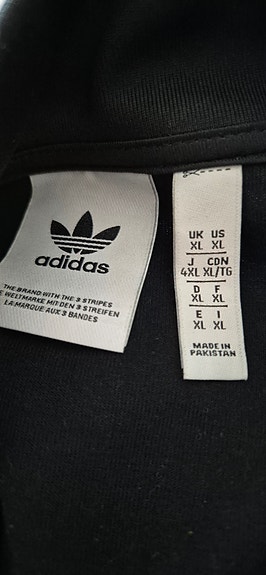 adidas
THE BRAND WITH THE 3 STRIPES
WELTMARKE MIT DEN 3 STREIFEN
LA MARQUE AUX 3 BANDES
UK US
XL XL
J CDN
4XL XL/TG
D F
XL XL
E I
XL XL
MADE IN
PAKISTAN